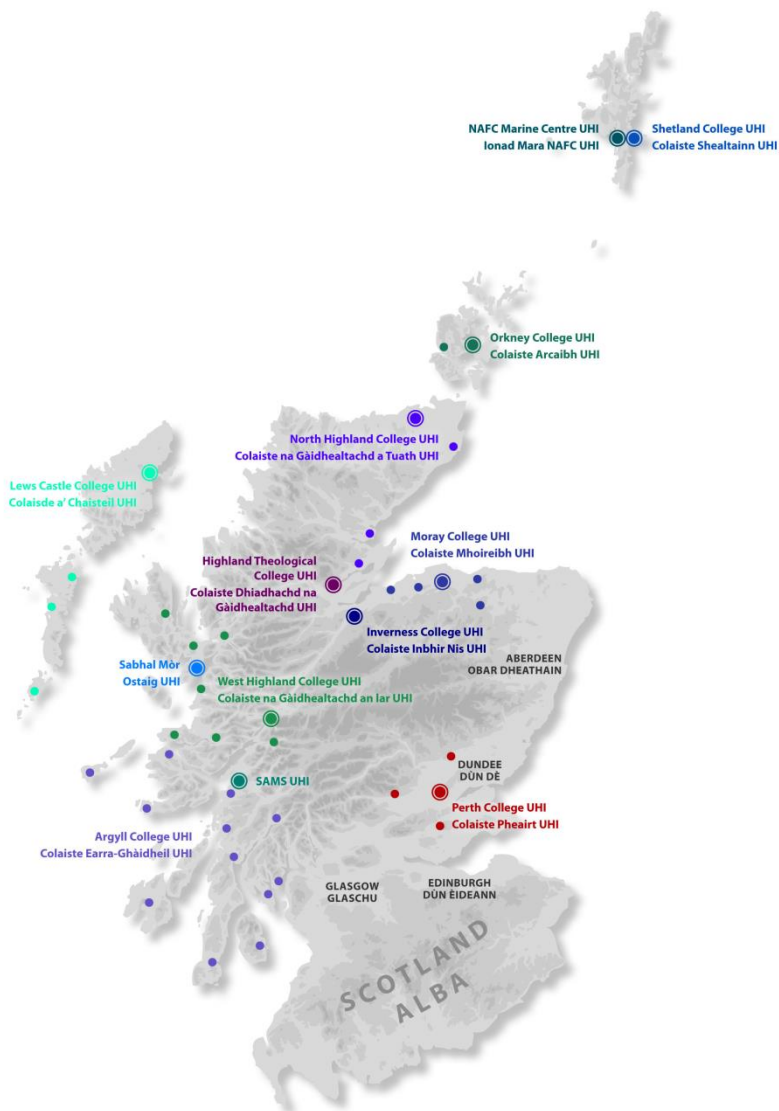 NAFC Marine Centre UHI
Ionad Mara NAFC UHI
Shetland College UHI
Colaiste Shealtainn UHI
Orkney College UHI
Colaiste Arcaibh UHI
North Highland College UHI
Colaiste na Gàidhealtachd a Tuath UHI
Lews Castle College UHI
Colaisde a' Chaisteil UHI
Moray College UHI
Colaiste Mhoireibh UHI
Highland Theological
College UHI
Colaiste Dhiadhachd na
Gàidhealtachd UHI
Inverness College UHI
Colaiste Inbhir Nis UHI
ABERDEEN
OBAR DHEATHAIN
Sabhal Mòr
Ostaig UHI
West Highland College UHI
Colaiste na Gàidhealtachd an Iar UHI
SAMS UHI
DUNDEE
DÙN DÈ
Perth College UHI
Colaiste Pheairt UHI
Argyll College UHI
Colaiste Earra-Ghàidheil UHI
GLASGOW
GLASCHU
EDINBURGH
DÙN ÈIDEANN
SCOTLAND
ALBA